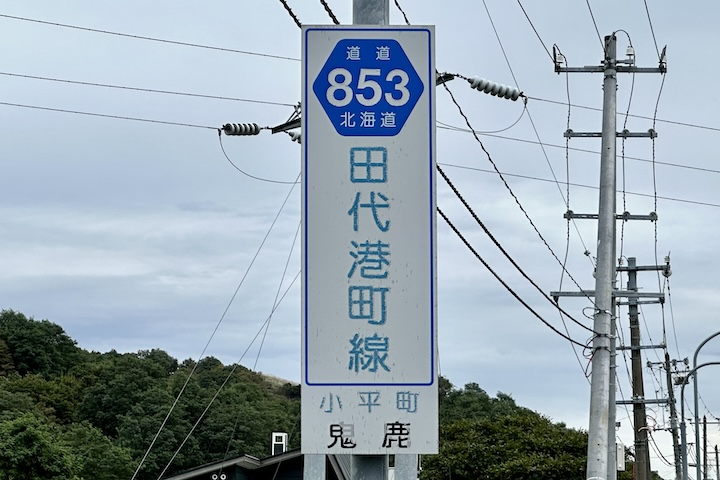 道道
853
北海道
田代港町線
小平町
鬼鹿